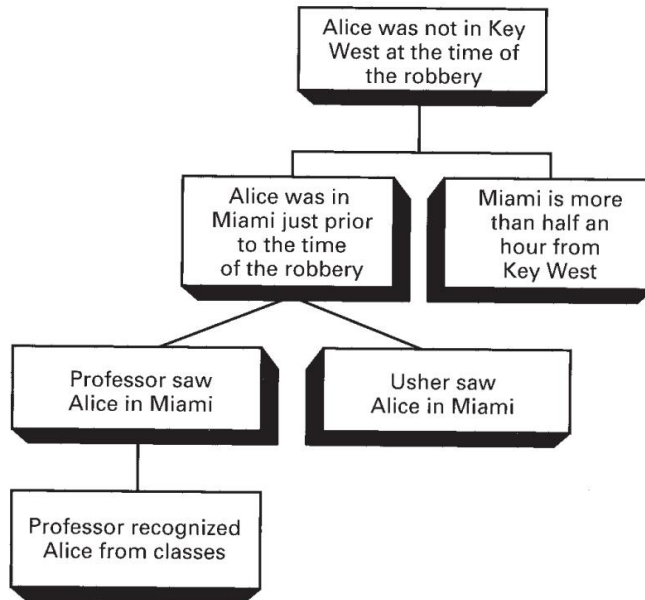 Alice was not in Key
West at the time of
the robbery
Alice was in
Miami just prior
to the time
of the robbery
Miami is more
than half an
hour from
Key West
Professor saw
Alice in Miami
Usher saw
Alice in Miami
Professor recognized
Alice from classes